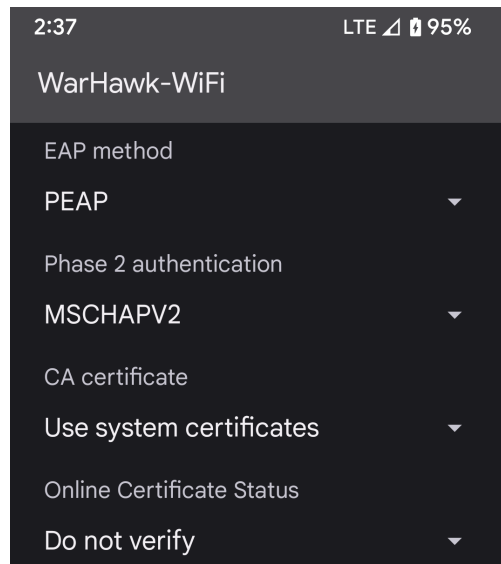 2:37 LTE 95%
WarHawk-WiFi
EAP method
PEAP
Phase 2 authentication
MSCHAPV2
CA certificate
Use system certificates
Online Certificate Status
Do not verify